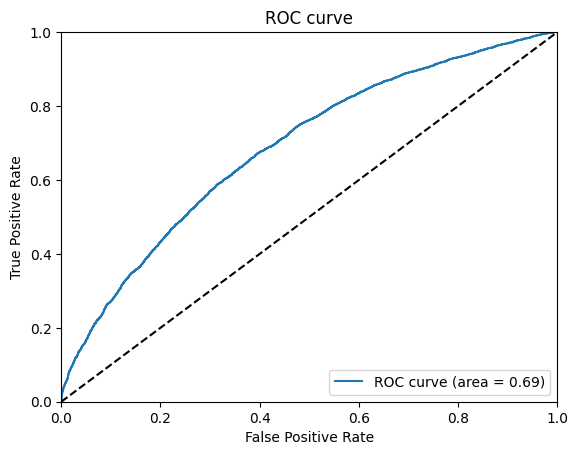 ROC curve
1.0
0.8
0.6
0.4
0.2
0.0
True Positive Rate
ROC curve (area = 0.69)
0.0 0.2 0.4 0.6 0.8 1.0
False Positive Rate